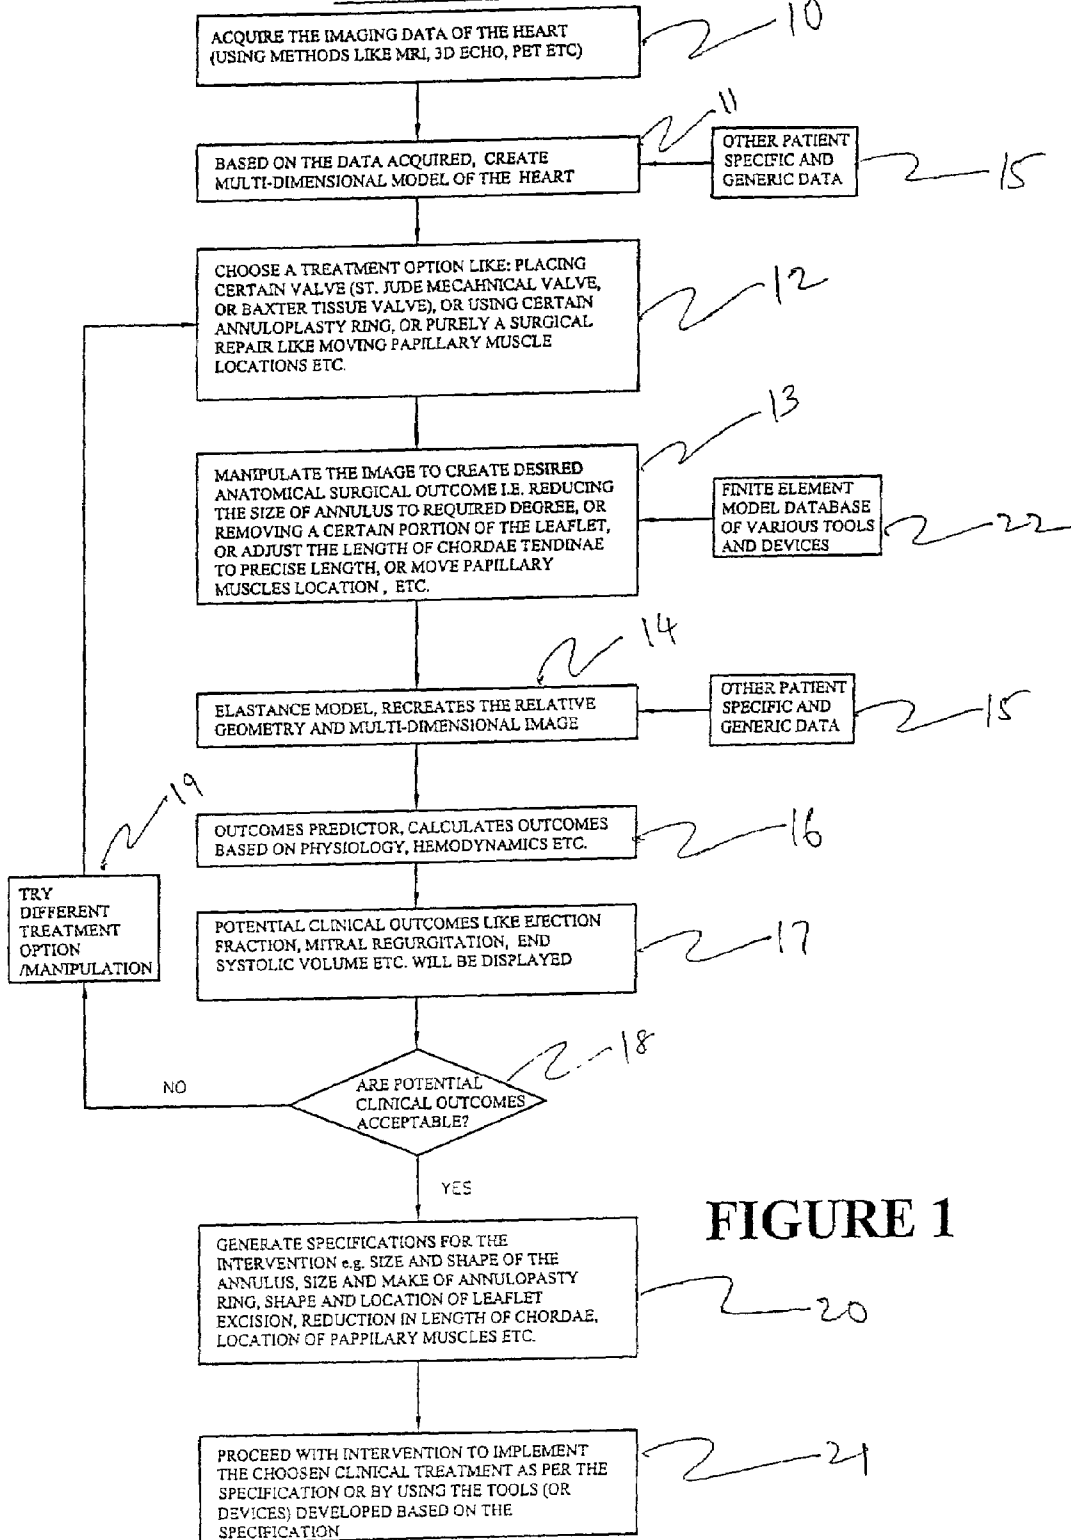 ACQUIRE THE IMAGING DATA OF THE HEART
(USING METHODS LIKE MRI, 3D ECHO, PET ETC)
10
BASED ON THE DATA ACQUIRED, CREATE
MULTI-DIMENSIONAL MODEL OF THE HEART
11
OTHER PATIENT
SPECIFIC AND
GENERIC DATA
15
CHOOSE A TREATMENT OPTION LIKE: PLACING
CERTAIN VALVE (ST. JUDE MECAHNICAL VALVE,
OR BAXTER TISSUE VALVE), OR USING CERTAIN
ANNULOPLASTY RING, OR PURELY A SURGICAL
REPAIR LIKE MOVING PAPILLARY MUSCLE
LOCATIONS ETC.
12
MANIPULATE THE IMAGE TO CREATE DESIRED
ANATOMICAL SURGICAL OUTCOME I.E. REDUCING
THE SIZE OF ANNULUS TO REQUIRED DEGREE, OR
REMOVING A CERTAIN PORTION OF THE LEAFLET,
OR ADJUST THE LENGTH OF CHORDAE TENDINAE
TO PRECISE LENGTH, OR MOVE PAPILLARY
MUSCLES LOCATION , ETC.
13
FINITE ELEMENT
MODEL DATABASE
OF VARIOUS TOOLS
AND DEVICES
22
ELASTANCE MODEL, RECREATES THE RELATIVE
GEOMETRY AND MULTI-DIMENSIONAL IMAGE
14
OTHER PATIENT
SPECIFIC AND
GENERIC DATA
15
OUTCOMES PREDICTOR, CALCULATES OUTCOMES
BASED ON PHYSIOLOGY, HEMODYNAMICS ETC.
16
19
TRY
DIFFERENT
TREATMENT
OPTION
/MANIPULATION
POTENTIAL CLINICAL OUTCOMES LIKE EJECTION
FRACTION, MITRAL REGURGITATION, END
SYSTOLIC VOLUME ETC. WILL BE DISPLAYED
17
ARE POTENTIAL
CLINICAL OUTCOMES
ACCEPTABLE?
18
NO
YES
FIGURE 1
GENERATE SPECIFICATIONS FOR THE
INTERVENTION e.g. SIZE AND SHAPE OF THE
ANNULUS, SIZE AND MAKE OF ANNULOPASTY
RING, SHAPE AND LOCATION OF LEAFLET
EXCISION, REDUCTION IN LENGTH OF CHORDAE,
LOCATION OF PAPPILARY MUSCLES ETC.
20
PROCEED WITH INTERVENTION TO IMPLEMENT
THE CHOOSEN CLINICAL TREATMENT AS PER THE
SPECIFICATION OR BY USING THE TOOLS (OR
DEVICES) DEVELOPED BASED ON THE
SPECIFICATION
21